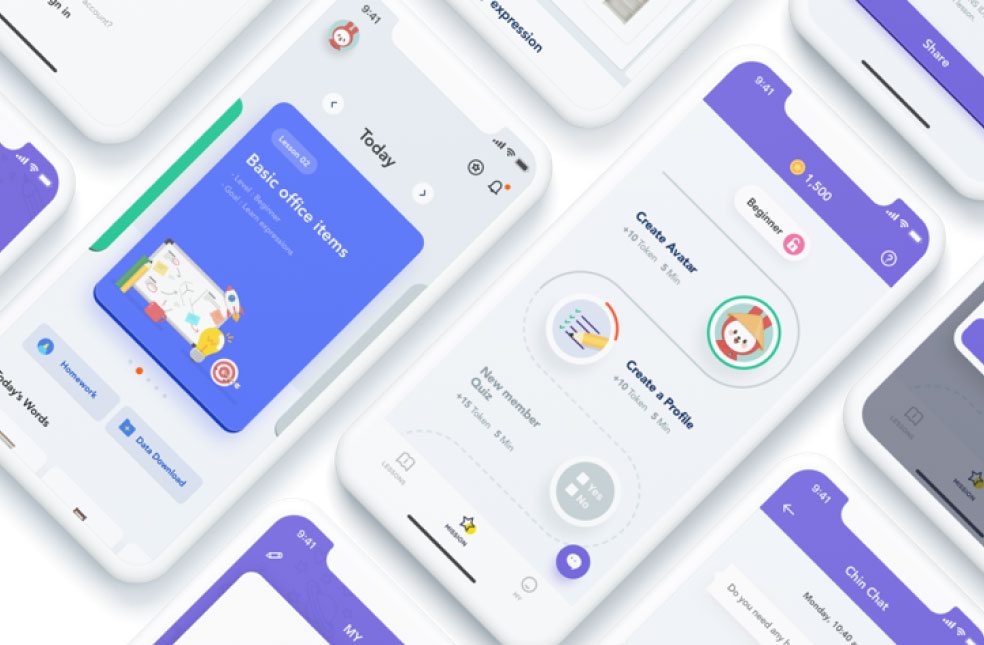 account?
Sign in
9:41
Today
Lesson 02
Basic office items
- Level : Beginner
- Goal : Learn expressions
Homework
Data Download
Today's Words
expression
9:41
1,500
Beginner
Create Avatar
+10 Token 5 Min
Create a Profile
+10 Token 5 Min
New member
Quiz
+15 Token 5 Min
Yes
No
LESSONS
MISSION
MY
lesson.
Share
LESSONS
MISSION
9:41
MY
9:41
Chin Chat
Monday, 10:40
Do you need any